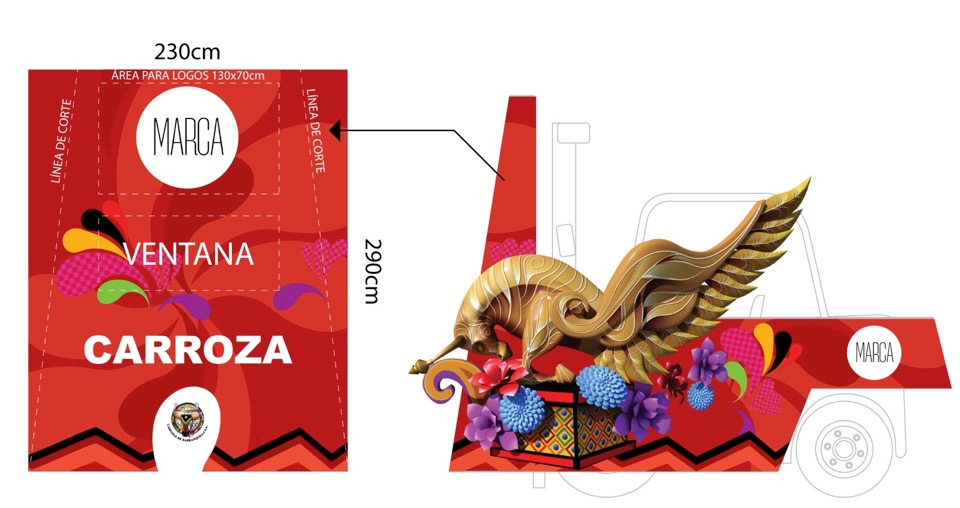 230cm
ÁREA PARA LOGOS 130x70cm
LÍNEA DE CORTE
MARCA
LÍNEA DE CORTE
VENTANA
290cm
CARROZA
MARCA